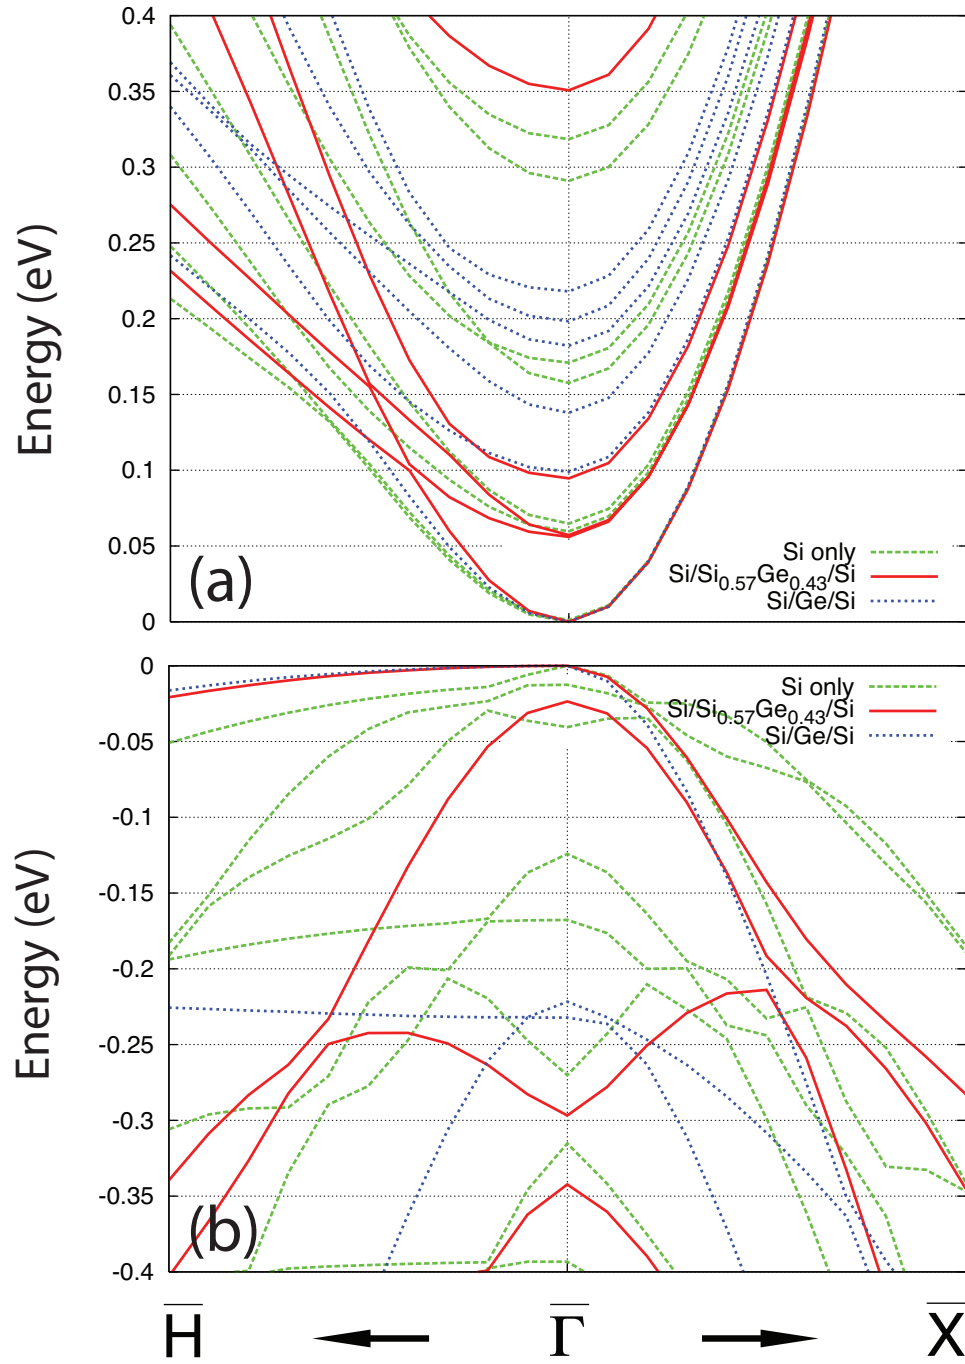 0.4
0.35
0.3
0.25
0.2
0.15
0.1
0.05
0
Energy (eV)
(a)
Si only
Si/Si0.57Ge0.43/Si
Si/Ge/Si
0
-0.05
-0.1
-0.15
-0.2
-0.25
-0.3
-0.35
-0.4
Energy (eV)
(b)
Si only
Si/Si0.57Ge0.43/Si
Si/Ge/Si
H̅ Γ̅ X̅